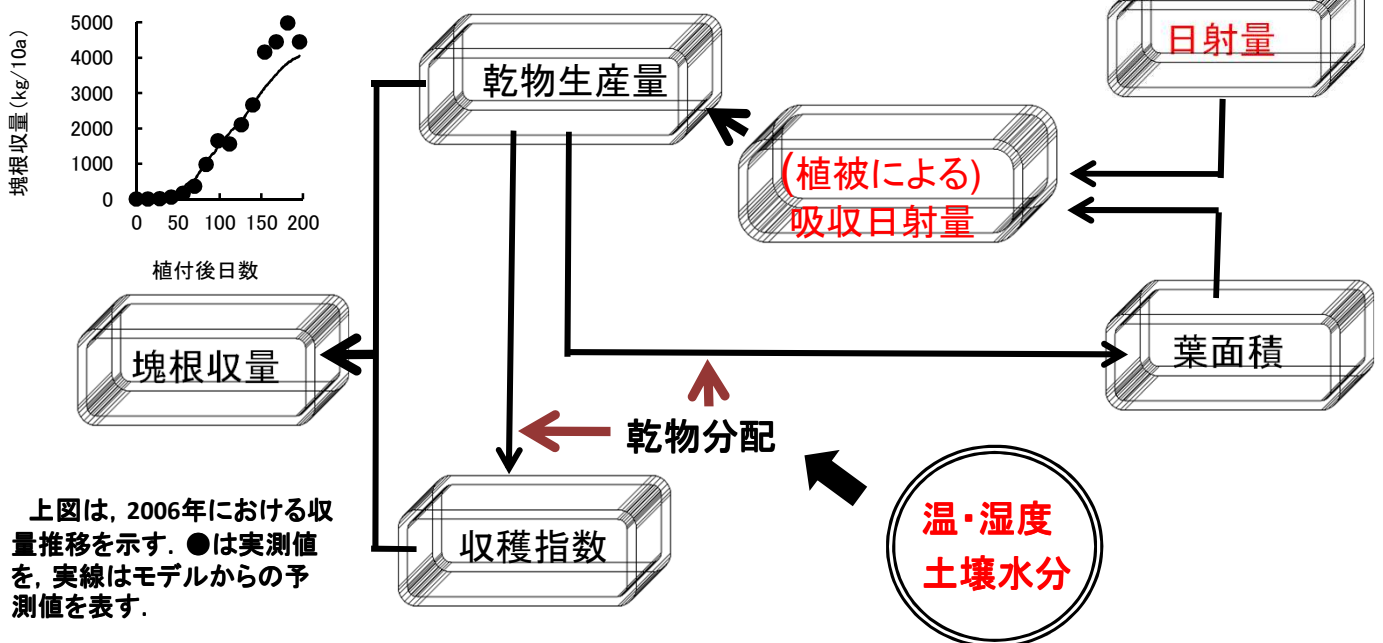 塊根収量(kg/10a)
5000
4000
3000
2000
1000
0
0 50 100 150 200
植付後日数
乾物生産量
日射量
(植被による)
吸収日射量
塊根収量
葉面積
乾物分配
収穫指数
温・湿度
土壌水分
上図は, 2006年における収
量推移を示す. ●は実測値
を, 実線はモデルからの予
測値を表す.